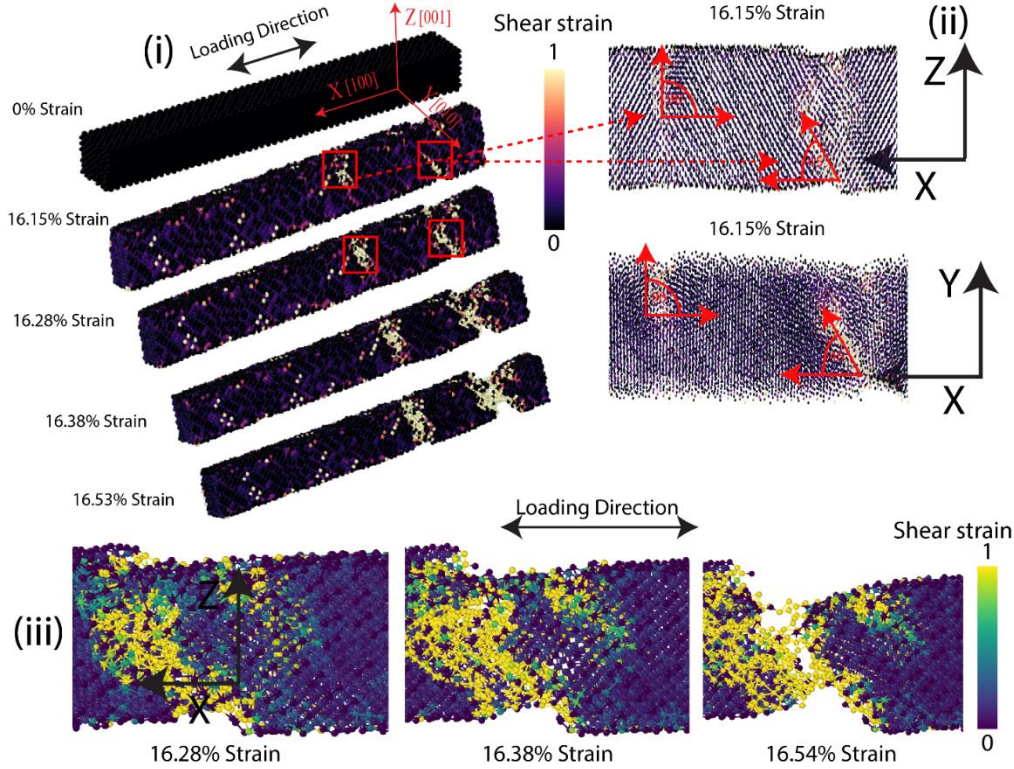 (i)
Loading Direction
Z [001]
X [100]
0% Strain
16.15% Strain
16.28% Strain
16.38% Strain
16.53% Strain
Shear strain
1
0
16.15% Strain
(ii)
Z
X
16.15% Strain
Y
X
Loading Direction
Shear strain
1
0
(iii)
Z
X
16.28% Strain
16.38% Strain
16.54% Strain